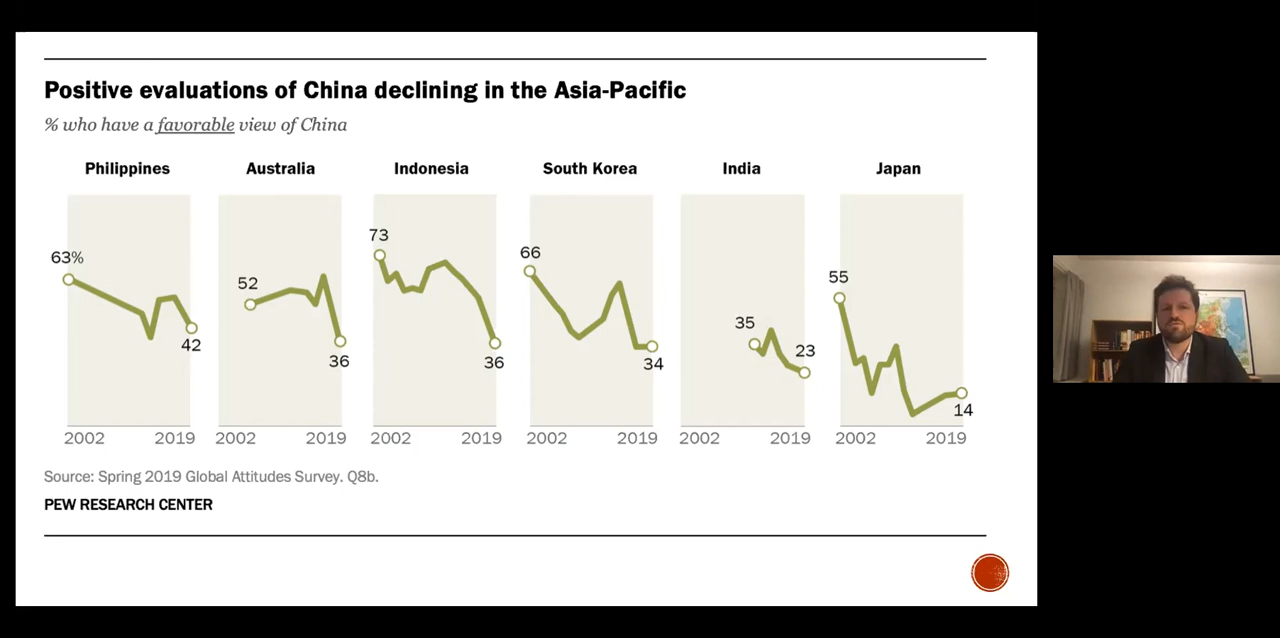 Positive evaluations of China declining in the Asia-Pacific
% who have a favorable view of China
Philippines Australia Indonesia South Korea India Japan
63% 52 73 66 35 55
42 36 36 34 23 14
2002 2019 2002 2019 2002 2019 2002 2019 2002 2019 2002 2019
Source: Spring 2019 Global Attitudes Survey. Q8b.
PEW RESEARCH CENTER